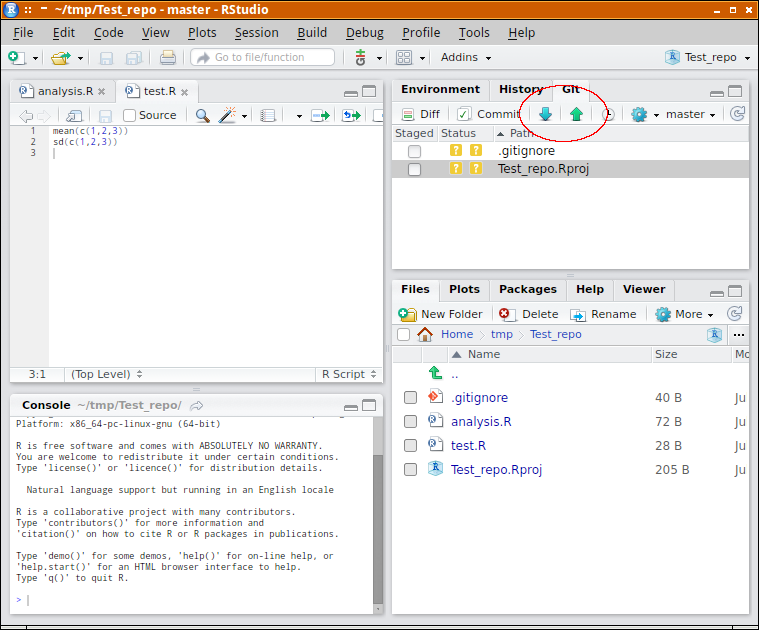 ~/tmp/Test_repo - master - RStudio
File Edit Code View Plots Session Build Debug Profile Tools Help
Go to file/function Addins Test_repo
analysis.R test.R
Source
1 mean(c(1,2,3))
2 sd(c(1,2,3))
3
3:1 (Top Level) R Script
Console ~/tmp/Test_repo/
Platform: x86_64-pc-linux-gnu (64-bit)
R is free software and comes with ABSOLUTELY NO WARRANTY.
You are welcome to redistribute it under certain conditions.
Type 'license()' or 'licence()' for distribution details.
Natural language support but running in an English locale
R is a collaborative project with many contributors.
Type 'contributors()' for more information and
'citation()' on how to cite R or R packages in publications.
Type 'demo()' for some demos, 'help()' for on-line help, or
'help.start()' for an HTML browser interface to help.
Type 'q()' to quit R.
>
Environment History Git
Diff Commit master
Staged Status Path
? ? .gitignore
? ? Test_repo.Rproj
Files Plots Packages Help Viewer
New Folder Delete Rename More
Home tmp Test_repo ...
Name Size Mo
..
.gitignore 40 B Ju
analysis.R 72 B Ju
test.R 28 B Ju
Test_repo.Rproj 205 B Ju